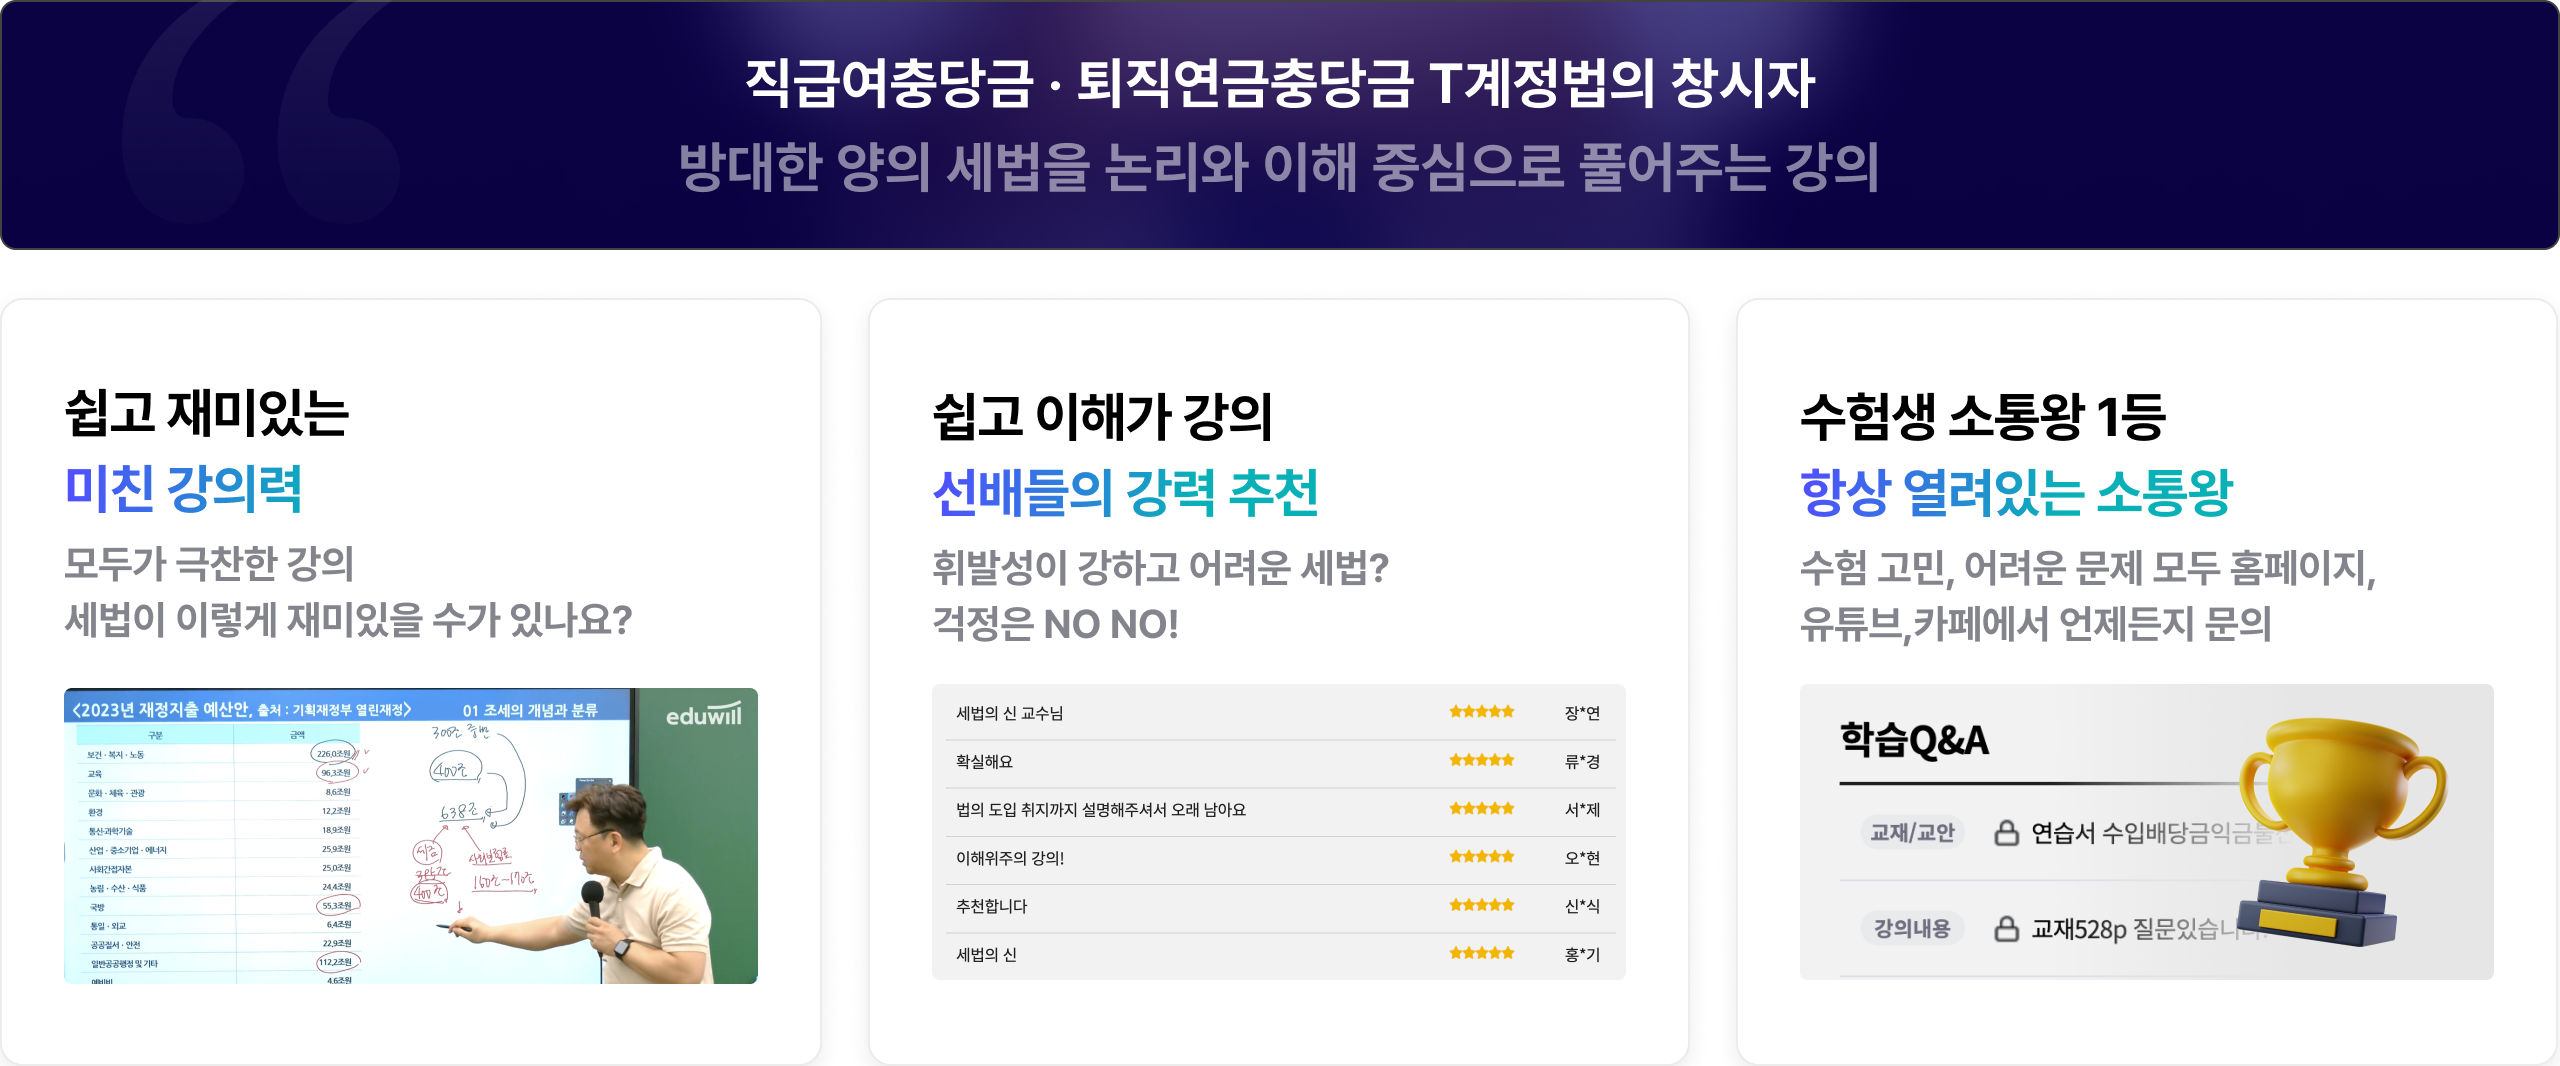 직급여충당금 · 퇴직연금충당금 T계정법의 창시자
방대한 양의 세법을 논리와 이해 중심으로 풀어주는 강의
쉽고 재미있는
미친 강의력
모두가 극찬한 강의
세법이 이렇게 재미있을 수가 있나요?
<2023년 재정지출 예산안, 출처 : 기획재정부 열린재정>
01 조세의 개념과 분류
eduwill
구분 금액
보건 · 복지 · 노동 226.0조원
교육 96.3조원
문화 · 체육 · 관광 8.6조원
환경 12.2조원
통신·과학기술 18.9조원
산업 · 중소기업 · 에너지 25.9조원
사회간접자본 25.0조원
농림 · 수산 · 식품 24.4조원
국방 55.3조원
통일 · 외교 6.4조원
공공질서 · 안전 22.9조원
일반공공행정 및 기타 112.2조원
예비비 4.6조원
300조 중반
400조
638조
세금
400조
160조~170조
쉽고 이해가 강의
선배들의 강력 추천
휘발성이 강하고 어려운 세법?
걱정은 NO NO!
세법의 신 교수님 ★★★★★ 장*연
확실해요 ★★★★★ 류*경
법의 도입 취지까지 설명해주셔서 오래 남아요 ★★★★★ 서*제
이해위주의 강의! ★★★★★ 오*현
추천합니다 ★★★★★ 신*식
세법의 신 ★★★★★ 홍*기
수험생 소통왕 1등
항상 열려있는 소통왕
수험 고민, 어려운 문제 모두 홈페이지,
유튜브,카페에서 언제든지 문의
학습Q&A
교재/교안 연습서 수입배당금익금불
강의내용 교재528p 질문있습니다